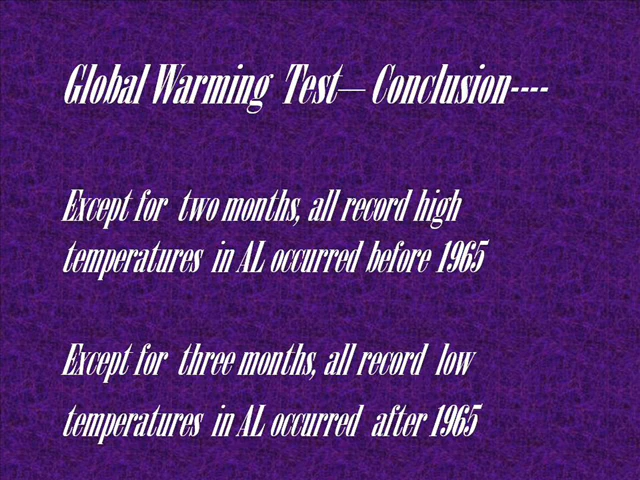 Global Warming Test– Conclusion----
Except for two months, all record high
temperatures in AL occurred before 1965
Except for three months, all record low
temperatures in AL occurred after 1965